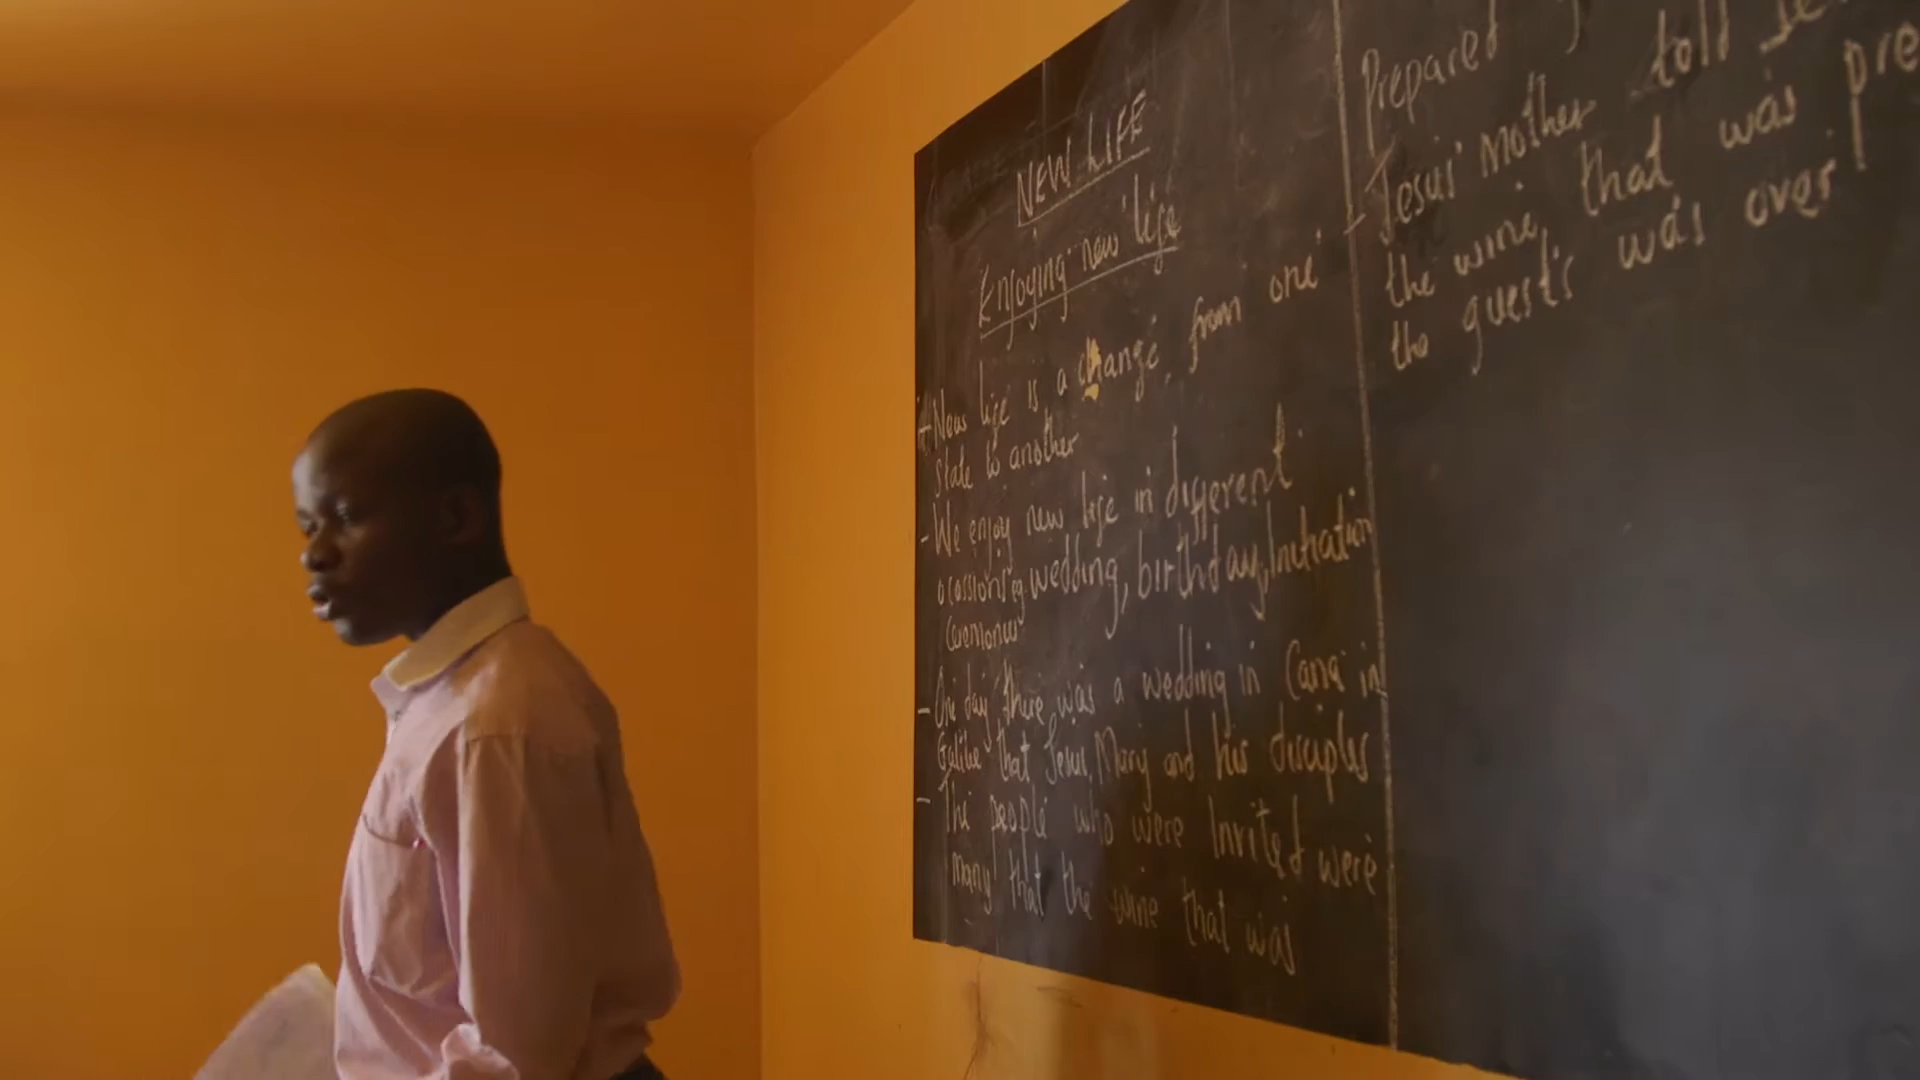 NEW LIFE
Enjoying new life
New life is a change from one
state to another
- We enjoy new life in different
ocassions eg. wedding, birthday, Initiation
ceremonies
- One day there was a wedding in Cana in
Galilee that Jesus, Mary and his disciples
- The people who were Invited were
many that the wine that was
Prepared
- Jesus' mother told
the wine that was pre
the guests was over!